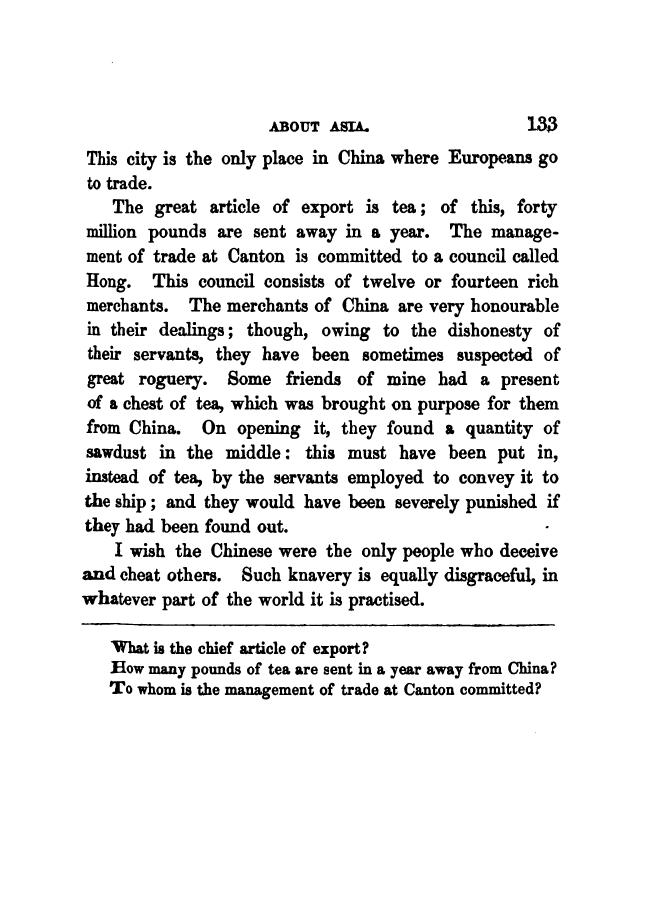 ABOUT ASIA. 133
This city is the only place in China where Europeans go
to trade.
The great article of export is tea; of this, forty
million pounds are sent away in a year. The manage-
ment of trade at Canton is committed to a council called
Hong. This council consists of twelve or fourteen rich
merchants. The merchants of China are very honourable
in their dealings; though, owing to the dishonesty of
their servants, they have been sometimes suspected of
great roguery. Some friends of mine had a present
of a chest of tea, which was brought on purpose for them
from China. On opening it, they found a quantity of
sawdust in the middle: this must have been put in,
instead of tea, by the servants employed to convey it to
the ship; and they would have been severely punished if
they had been found out.
I wish the Chinese were the only people who deceive
and cheat others. Such knavery is equally disgraceful, in
whatever part of the world it is practised.
What is the chief article of export?
How many pounds of tea are sent in a year away from China?
To whom is the management of trade at Canton committed?